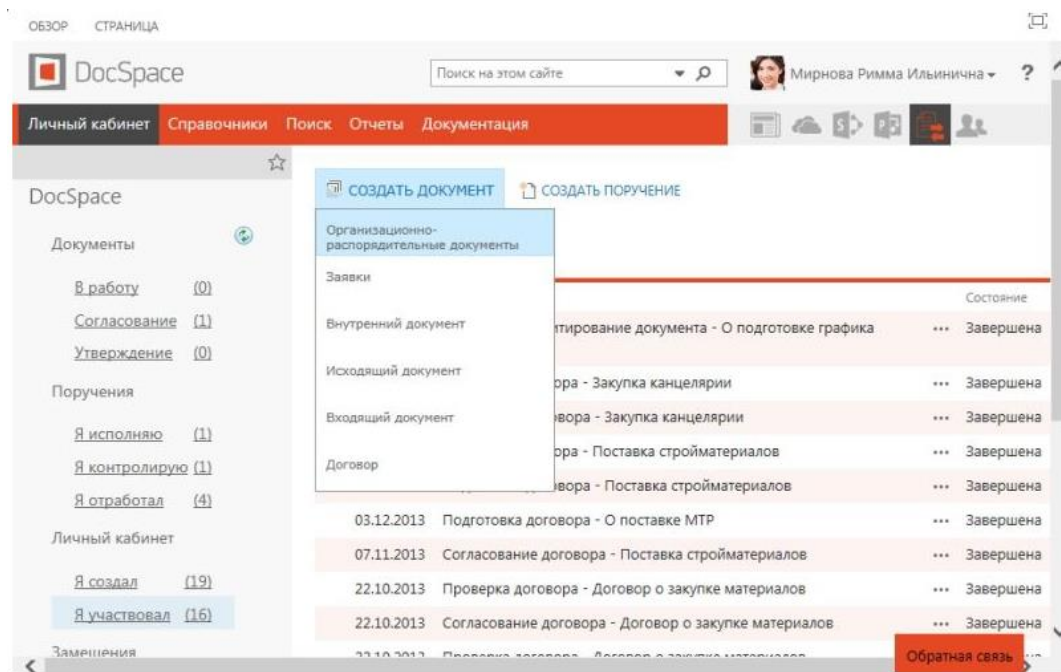 ОБЗОР СТРАНИЦА
DocSpace
Поиск на этом сайте
Мирнова Римма Ильинична
?
Личный кабинет Справочники Поиск Отчеты Документация
DocSpace
СОЗДАТЬ ДОКУМЕНТ СОЗДАТЬ ПОРУЧЕНИЕ
Документы
В работу (0)
Согласование (1)
Утверждение (0)
Поручения
Я исполняю (1)
Я контролирую (1)
Я отработал (4)
Личный кабинет
Я создал (19)
Я участвовал (16)
Замещения
Организационно-
распорядительные документы
Заявки
Внутренний документ
Исходящий документ
Входящий документ
Договор
Состояние
документа - О подготовке графика ... Завершена
- Закупка канцелярии ... Завершена
- Закупка канцелярии ... Завершена
- Поставка стройматериалов ... Завершена
- Поставка стройматериалов ... Завершена
03.12.2013 Подготовка договора - О поставке МТР ... Завершена
07.11.2013 Согласование договора - Поставка стройматериалов ... Завершена
22.10.2013 Проверка договора - Договор о закупке материалов ... Завершена
22.10.2013 Согласование договора - Договор о закупке материалов ... Завершена
Обратная связь